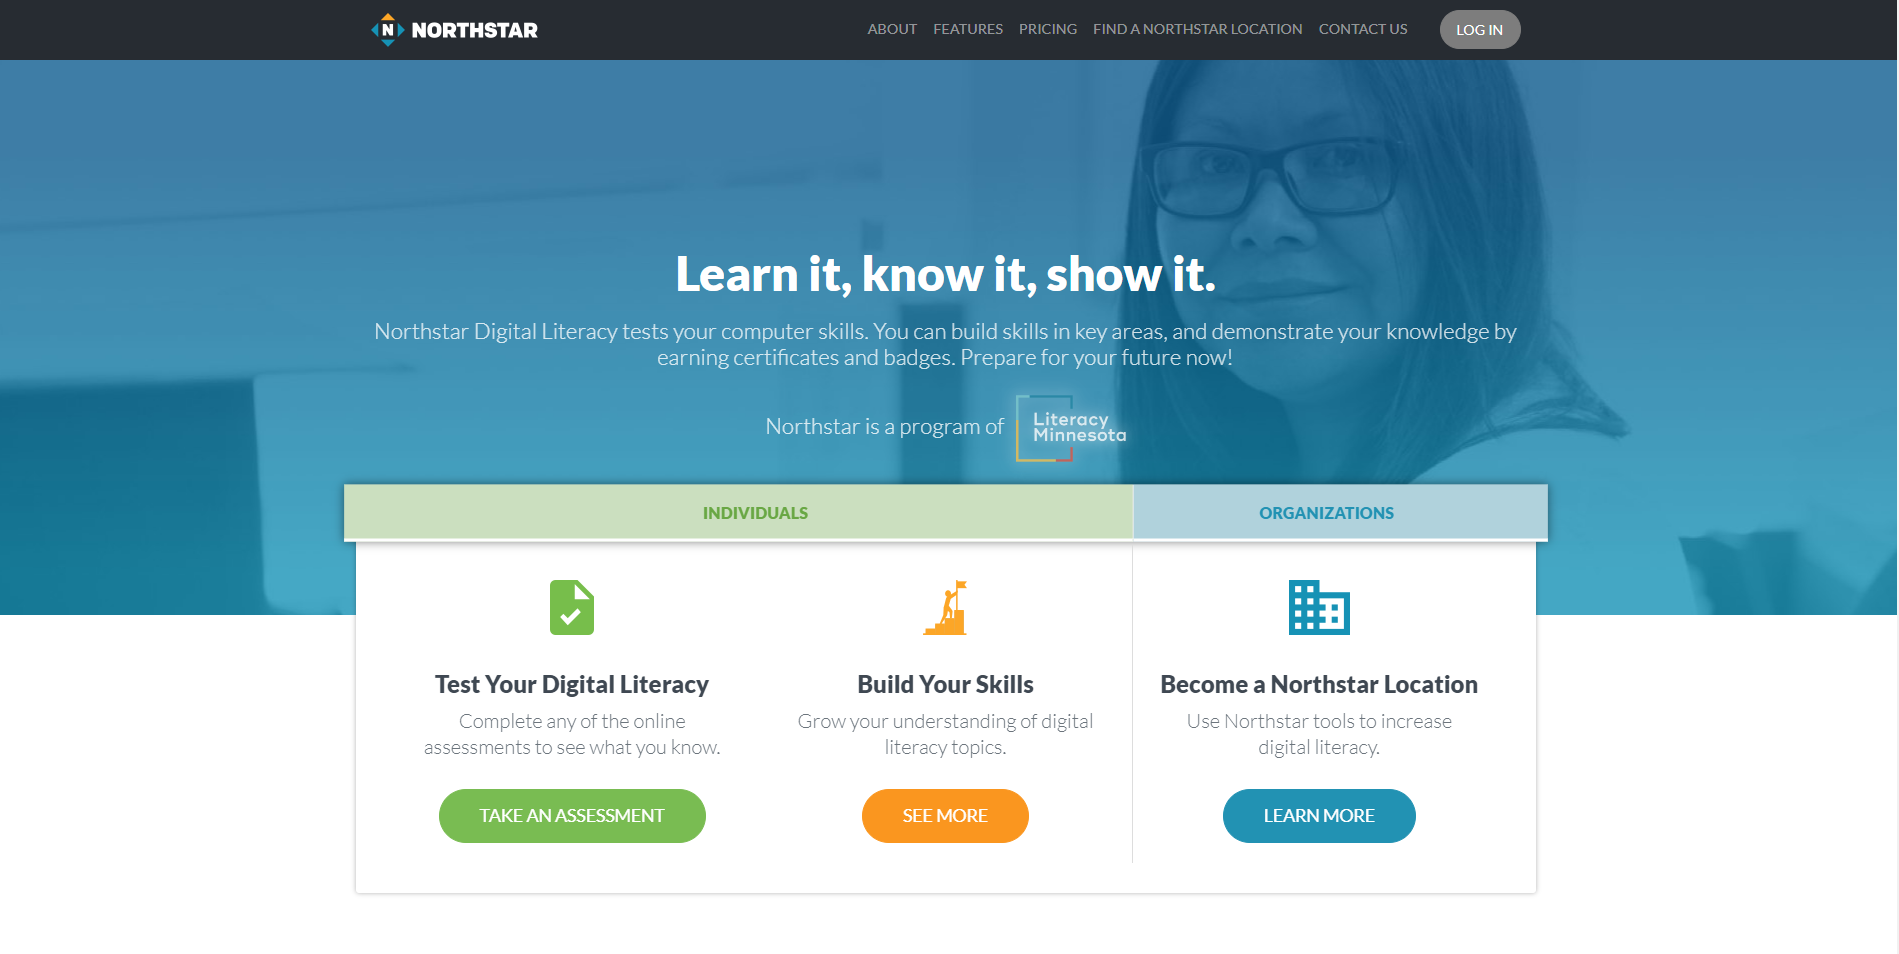 N NORTHSTAR
ABOUT FEATURES PRICING FIND A NORTHSTAR LOCATION CONTACT US LOG IN
Learn it, know it, show it.
Northstar Digital Literacy tests your computer skills. You can build skills in key areas, and demonstrate your knowledge by
earning certificates and badges. Prepare for your future now!
Northstar is a program of
Literacy
Minnesota
INDIVIDUALS
ORGANIZATIONS
Test Your Digital Literacy
Complete any of the online
assessments to see what you know.
TAKE AN ASSESSMENT
Build Your Skills
Grow your understanding of digital
literacy topics.
SEE MORE
Become a Northstar Location
Use Northstar tools to increase
digital literacy.
LEARN MORE